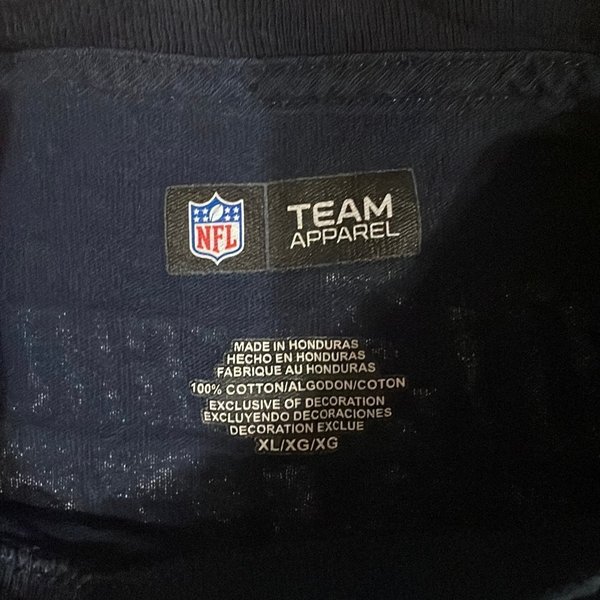 NFL
TEAM
APPAREL
MADE IN HONDURAS
HECHO EN HONDURAS
FABRIQUE AU HONDURAS
100% COTTON/ALGODON/COTON
EXCLUSIVE OF DECORATION
EXCLUYENDO DECORACIONES
DECORATION EXCLUE
XL/XG/XG